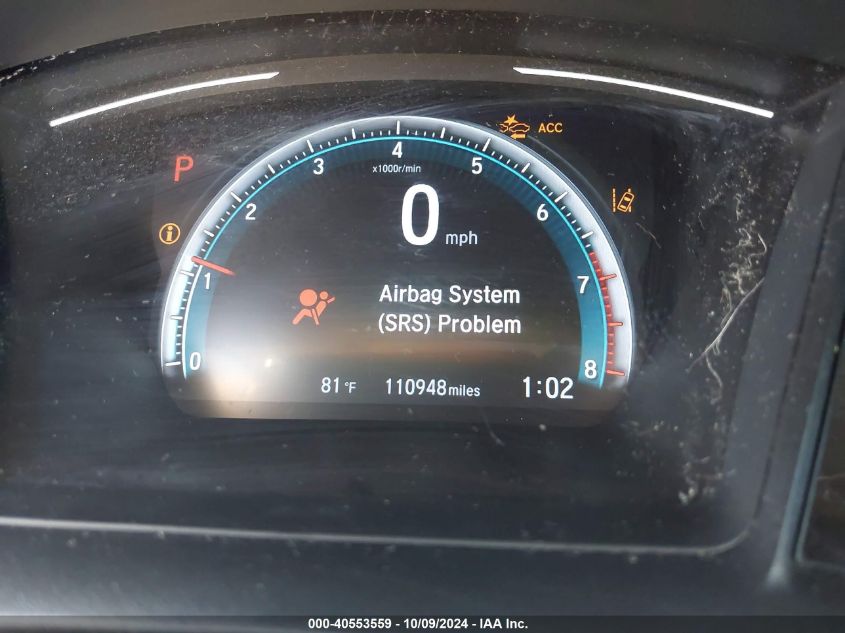 ACC
P
4
x1000r/min
3
5
2
6
0 mph
i
1
7
Airbag System
(SRS) Problem
0
8
81°F 110948 miles 1:02
000-40553559 - 10/09/2024 - IAA Inc.